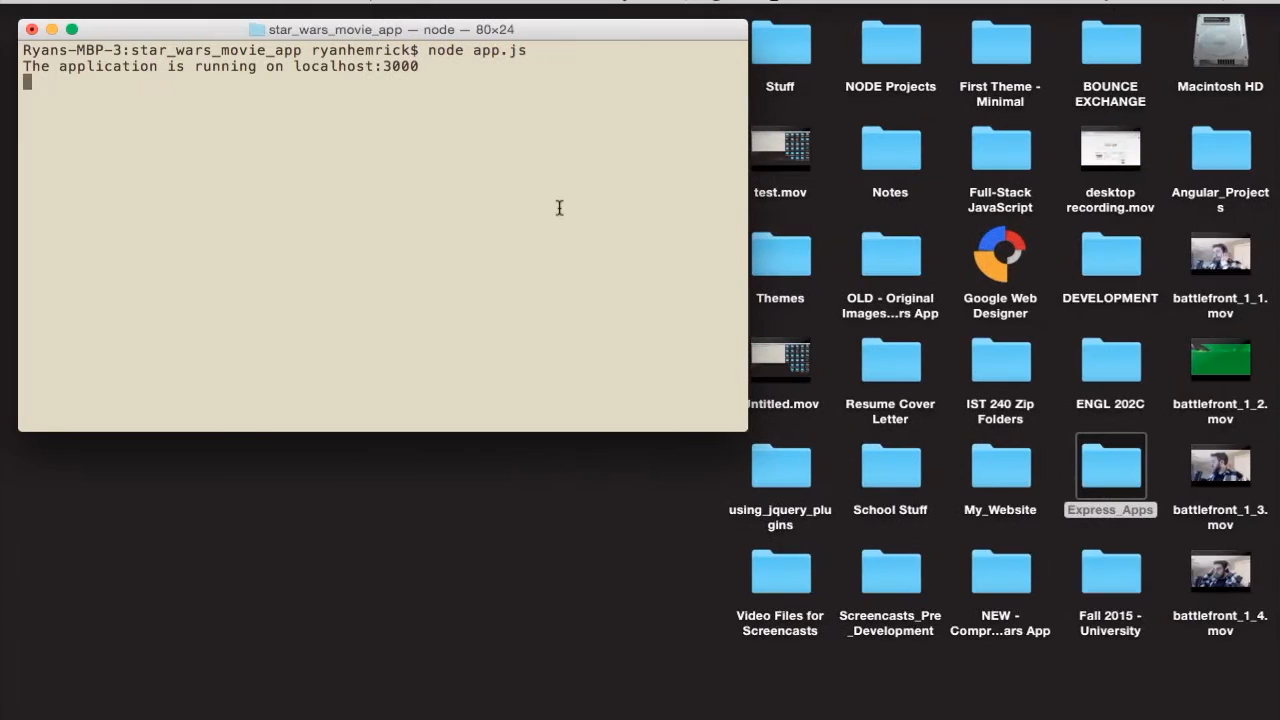 star_wars_movie_app — node — 80×24
Ryans-MBP-3:star_wars_movie_app ryanhemrick$ node app.js
The application is running on localhost:3000
Stuff
NODE Projects
First Theme -
Minimal
BOUNCE
EXCHANGE
Macintosh HD
test.mov
Notes
Full-Stack
JavaScript
desktop
recording.mov
Angular_Project
s
Themes
OLD - Original
Images...rs App
Google Web
Designer
DEVELOPMENT
battlefront_1_1.
mov
ntitled.mov
Resume Cover
Letter
IST 240 Zip
Folders
ENGL 202C
battlefront_1_2.
mov
using_jquery_plu
gins
School Stuff
My_Website
Express_Apps
battlefront_1_3.
mov
Video Files for
Screencasts
Screencasts_Pre
_Development
NEW -
Compr...ars App
Fall 2015 -
University
battlefront_1_4.
mov